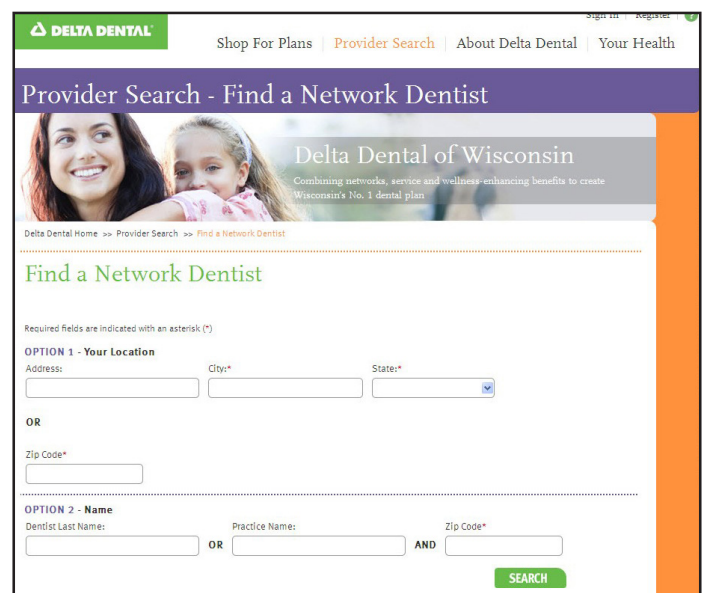 Sign In | Register | ?
DELTA DENTAL
Shop For Plans | Provider Search | About Delta Dental | Your Health
Provider Search - Find a Network Dentist
Delta Dental of Wisconsin
Combining networks, service and wellness-enhancing benefits to create
Wisconsin's No. 1 dental plan
Delta Dental Home >> Provider Search >> Find a Network Dentist
Find a Network Dentist
Required fields are indicated with an asterisk (*)
OPTION 1 - Your Location
Address: City:* State:*
OR
Zip Code*
OPTION 2 - Name
Dentist Last Name: Practice Name: Zip Code*
OR AND
SEARCH